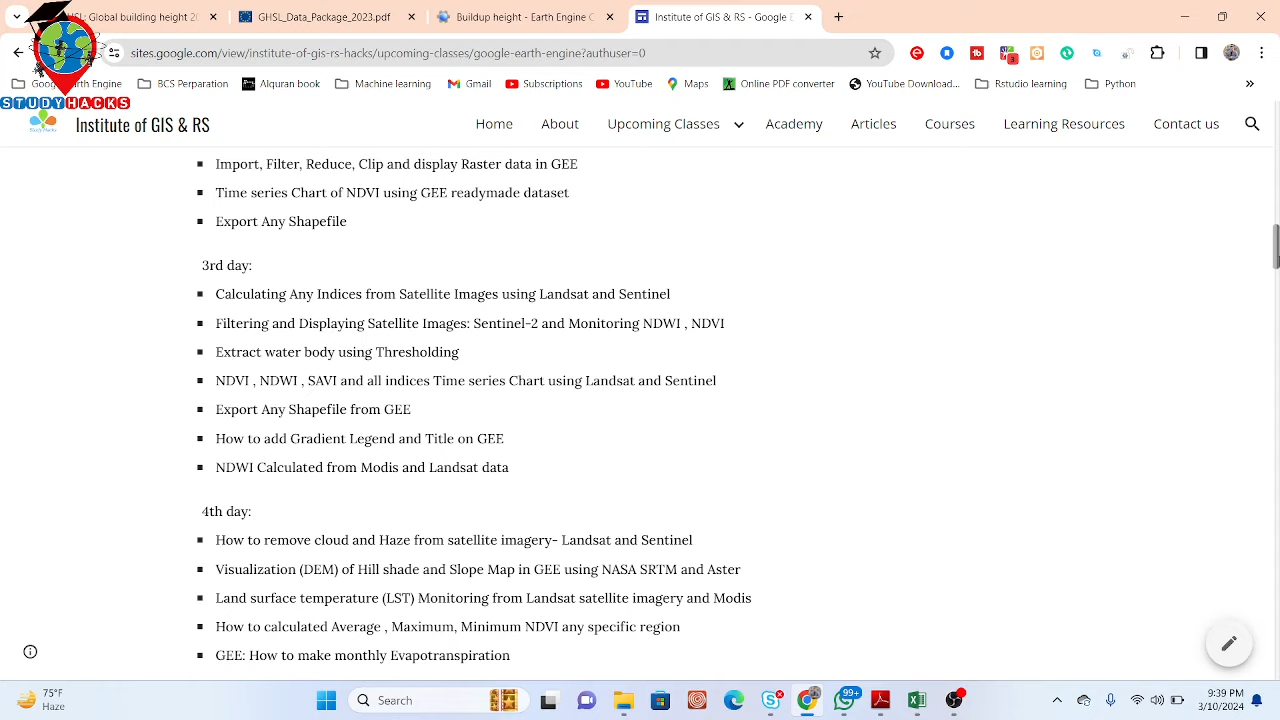 SL: Global building height 2
GHSL_Data_Package_2023.pdf
Buildup height - Earth Engine C
Institute of GIS & RS - Google E
sites.google.com/view/institute-of-gis-rs-hacks/upcoming-classes/google-earth-engine?authuser=0
3
Google Earth Engine
BCS Perparation
Alquran book
Machine learning
Gmail
Subscriptions
YouTube
Maps
Online PDF converter
YouTube Download...
Rstudio learning
Python
STUDYHACKS
Institute of GIS & RS
Home
About
Upcoming Classes
Academy
Articles
Courses
Learning Resources
Contact us
Import, Filter, Reduce, Clip and display Raster data in GEE
Time series Chart of NDVI using GEE readymade dataset
Export Any Shapefile
3rd day:
Calculating Any Indices from Satellite Images using Landsat and Sentinel
Filtering and Displaying Satellite Images: Sentinel-2 and Monitoring NDWI , NDVI
Extract water body using Thresholding
NDVI , NDWI , SAVI and all indices Time series Chart using Landsat and Sentinel
Export Any Shapefile from GEE
How to add Gradient Legend and Title on GEE
NDWI Calculated from Modis and Landsat data
4th day:
How to remove cloud and Haze from satellite imagery- Landsat and Sentinel
Visualization (DEM) of Hill shade and Slope Map in GEE using NASA SRTM and Aster
Land surface temperature (LST) Monitoring from Landsat satellite imagery and Modis
How to calculated Average , Maximum, Minimum NDVI any specific region
GEE: How to make monthly Evapotranspiration
75°F
Haze
Search
99+
9:39 PM
3/10/2024